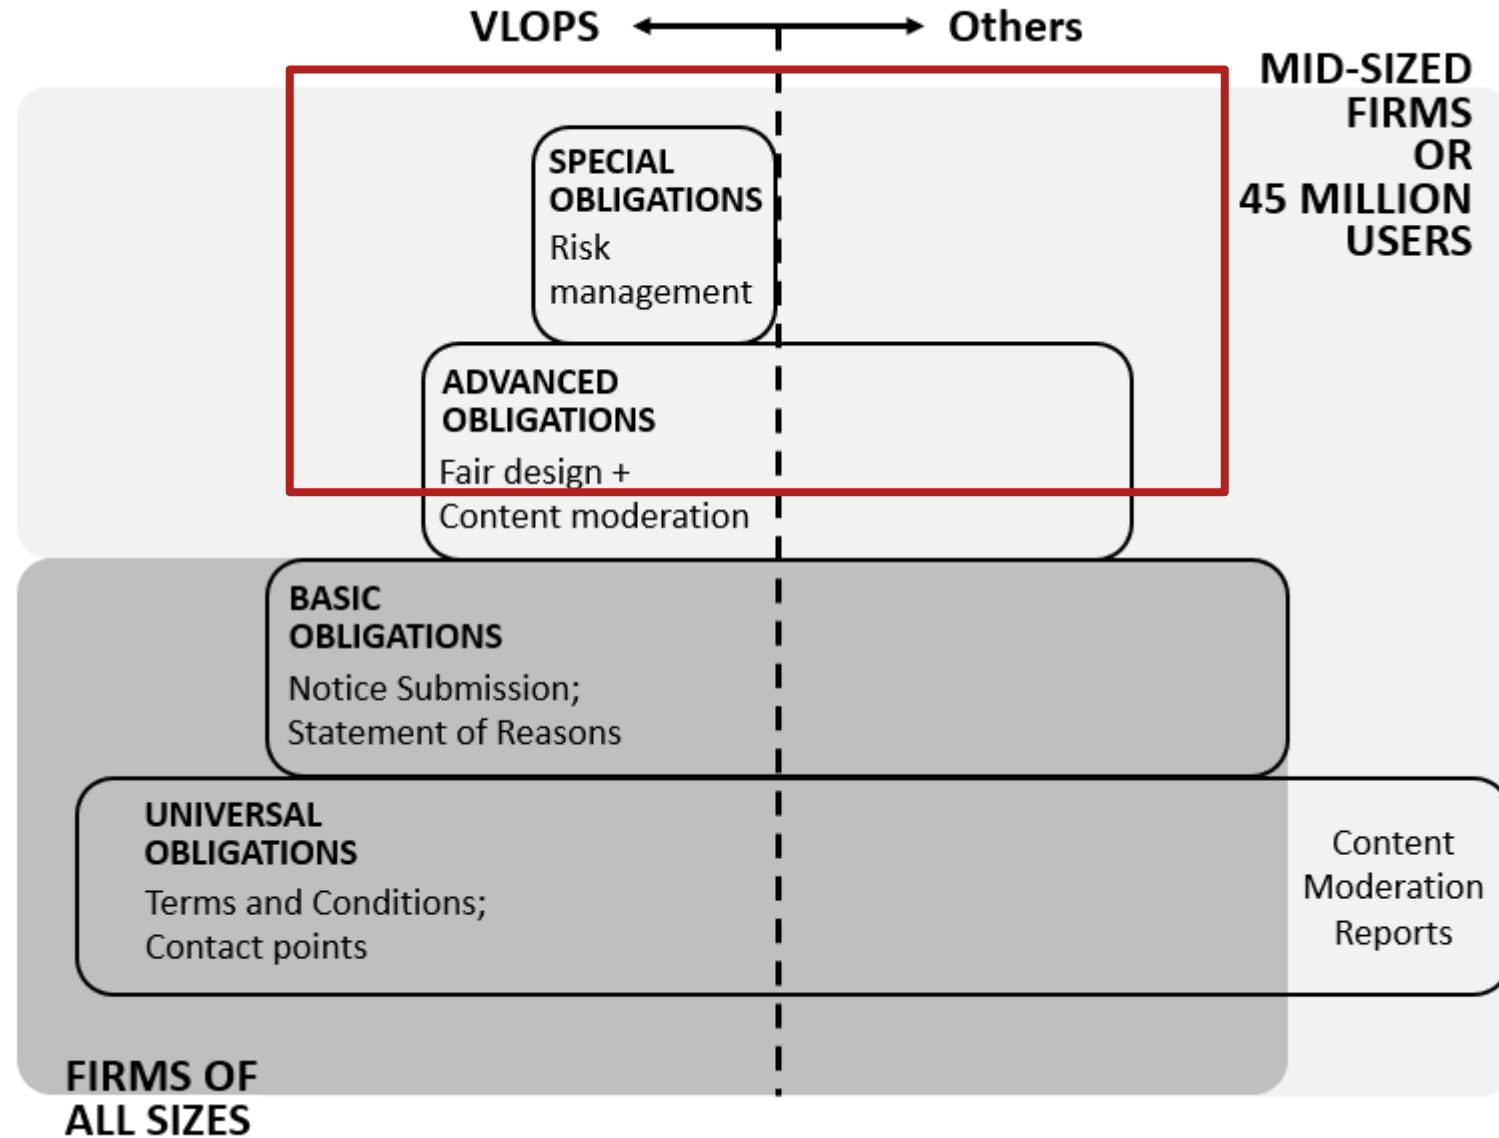 VLOPS Others
MID-SIZED
FIRMS
OR
45 MILLION
USERS
SPECIAL
OBLIGATIONS
Risk
management
ADVANCED
OBLIGATIONS
Fair design +
Content moderation
BASIC
OBLIGATIONS
Notice Submission;
Statement of Reasons
UNIVERSAL
OBLIGATIONS
Terms and Conditions;
Contact points
Content
Moderation
Reports
FIRMS OF
ALL SIZES